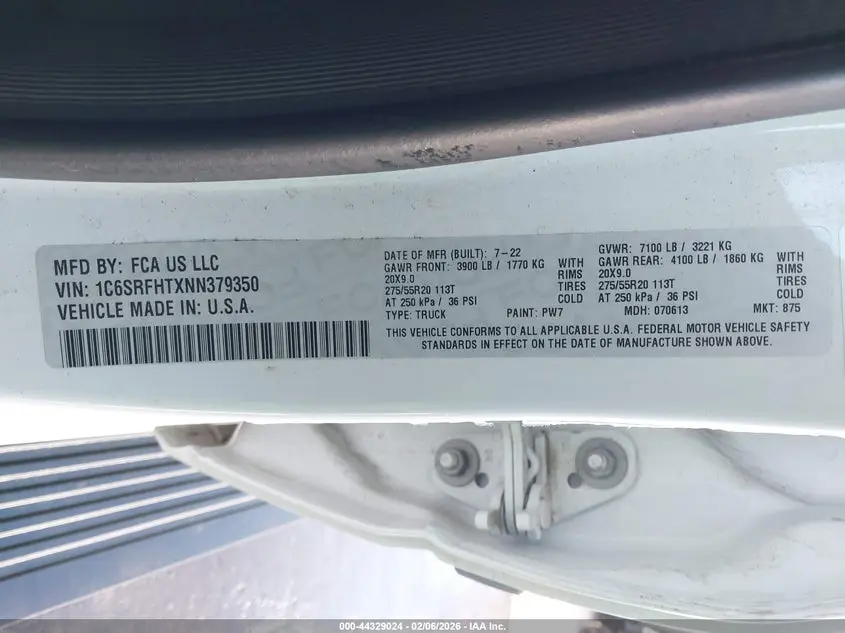 MFD BY: FCA US LLC
VIN: 1C6SRFHTXNN379350
VEHICLE MADE IN: U.S.A.
DATE OF MFR (BUILT): 7-22
GAWR FRONT: 3900 LB / 1770 KG WITH
20X9.0 RIMS
275/55R20 113T TIRES
AT 250 kPa / 36 PSI COLD
TYPE: TRUCK PAINT: PW7
GVWR: 7100 LB / 3221 KG
GAWR REAR: 4100 LB / 1860 KG WITH
20X9.0 RIMS
275/55R20 113T TIRES
AT 250 kPa / 36 PSI COLD
MDH: 070613 MKT: 875
THIS VEHICLE CONFORMS TO ALL APPLICABLE U.S.A. FEDERAL MOTOR VEHICLE SAFETY
STANDARDS IN EFFECT ON THE DATE OF MANUFACTURE SHOWN ABOVE.
000-44329024 - 02/06/2026 - IAA Inc.